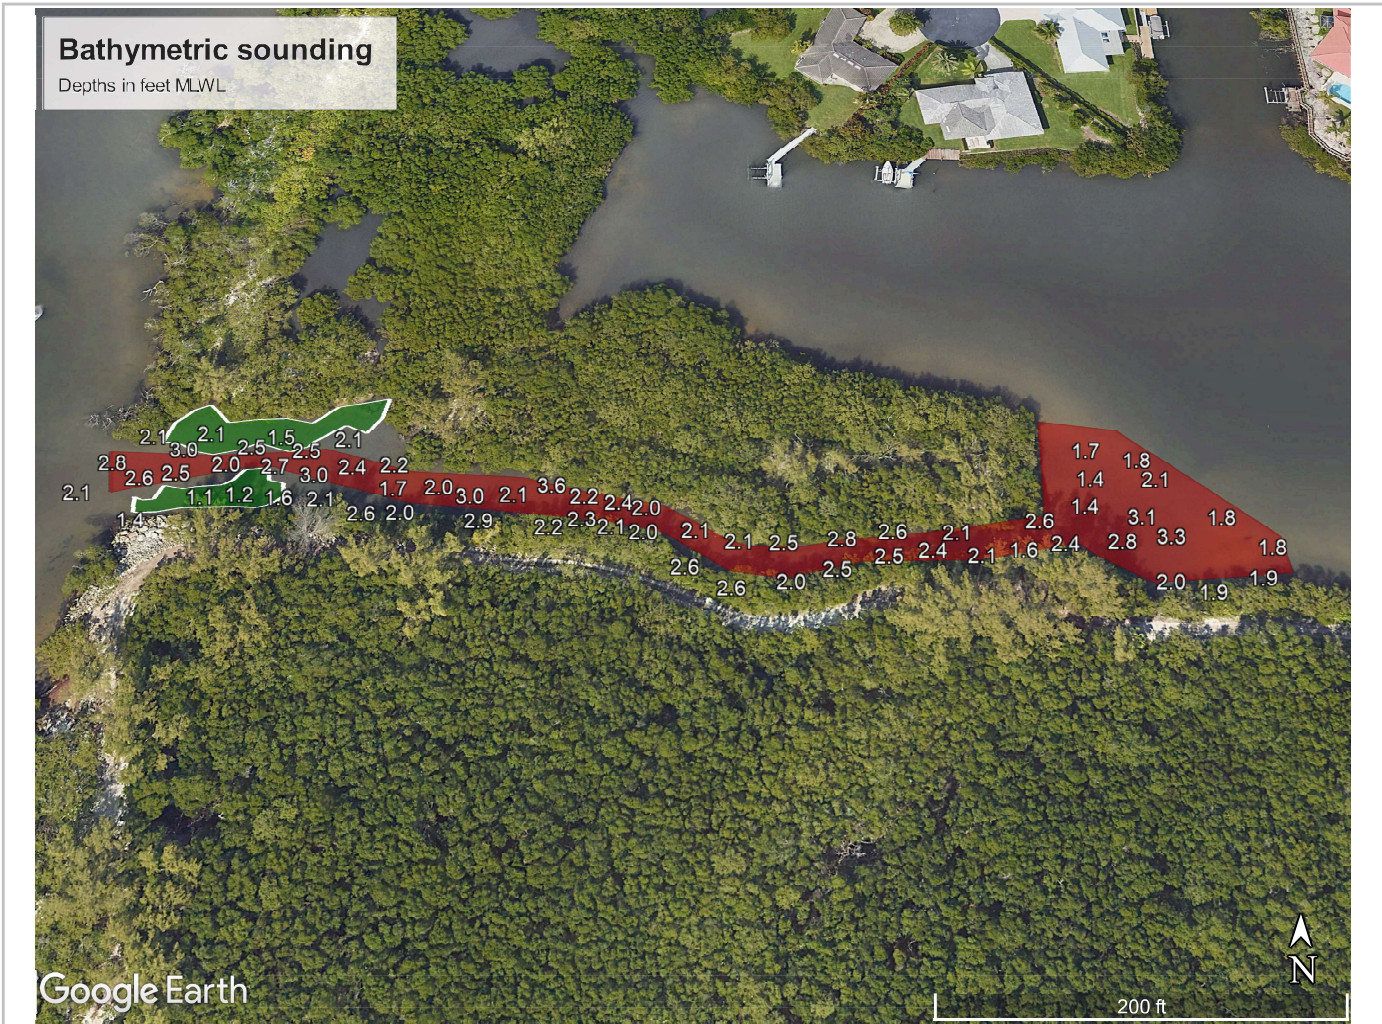 Bathymetric sounding
Depths in feet MLWL
2.1 2.1 1.5 2.1
3.0 2.5 2.5
2.8 2.6 2.5 2.0 2.7 3.0 2.4 2.2
2.1 1.1 1.2 1.6 2.1 1.7 2.0 3.0 2.1 3.6 2.2 2.4 2.0
1.4 2.6 2.0 2.9 2.2 2.3 2.1 2.0
2.1 2.1 2.5 2.8 2.6 2.1 2.6
2.6 2.6 2.0 2.5 2.5 2.4 2.1 1.6 2.4
1.7 1.8
1.4 2.1
1.4 3.1 1.8
2.8 3.3 1.8
2.0 1.9 1.9
N
Google Earth
200 ft